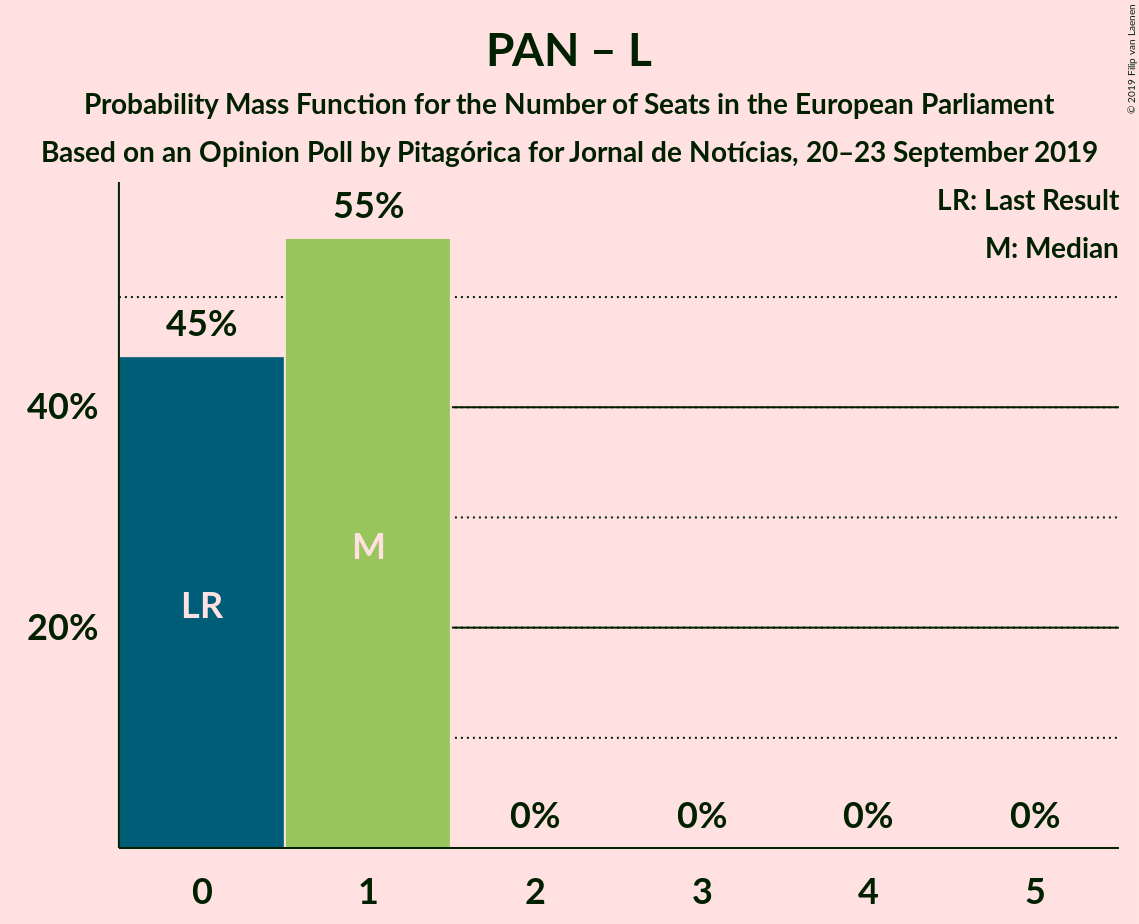 PAN – L
Probability Mass Function for the Number of Seats in the European Parliament
Based on an Opinion Poll by Pitagórica for Jornal de Notícias, 20–23 September 2019
© 2019 Filip van Laenen
LR: Last Result
M: Median
55%
45%
40%
M
LR
20%
0% 0% 0% 0%
0 1 2 3 4 5